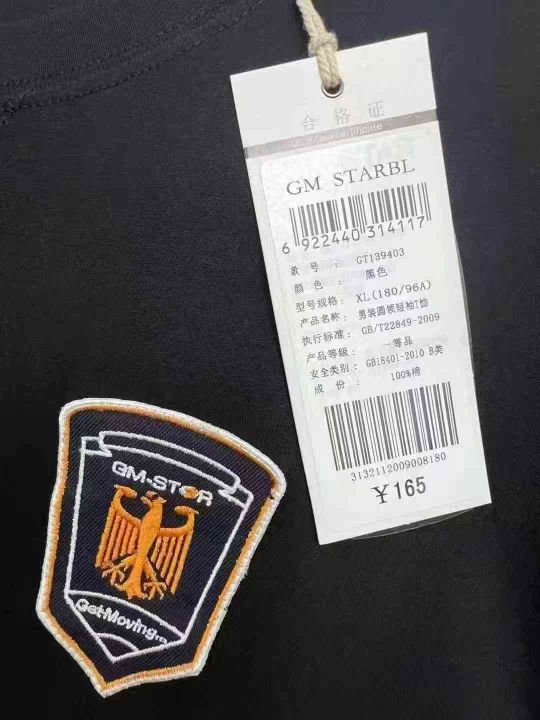 合格证
GM STARBL
6 922440 314117
款号: GT139403
颜色: 黑色
型号规格: XL(180/96A)
产品名称: 男装圆领短袖T恤
执行标准: GB/T22849-2009
产品等级: 一等品
安全类别: GB18401-2010 B类
成份: 100%棉
3132112009008180
¥165
GM-STAR
Get Moving...